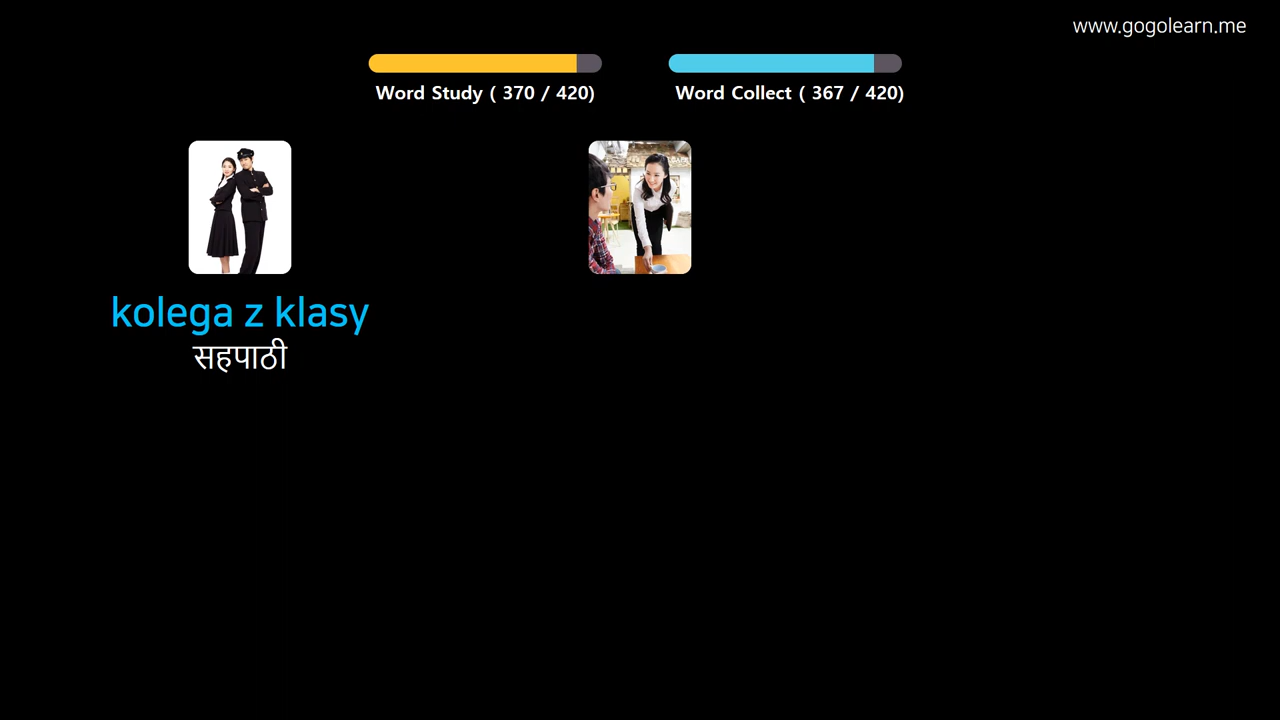 www.gogolearn.me
Word Study ( 370 / 420)
Word Collect ( 367 / 420)
kolega z klasy
सहपाठी